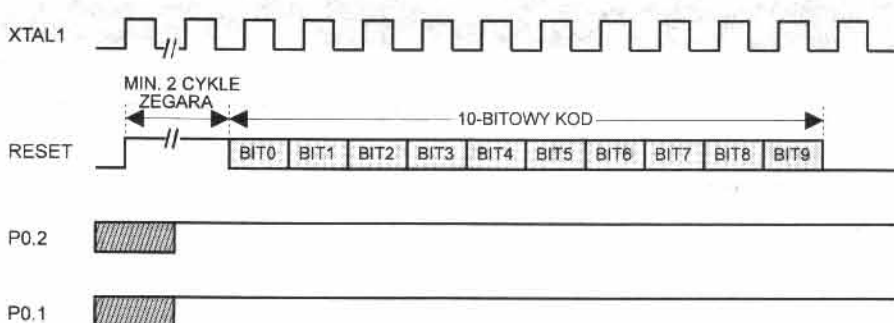 XTAL1
MIN. 2 CYKLE
ZEGARA
10-BITOWY KOD
RESET
BIT0 BIT1 BIT2 BIT3 BIT4 BIT5 BIT6 BIT7 BIT8 BIT9
P0.2
P0.1